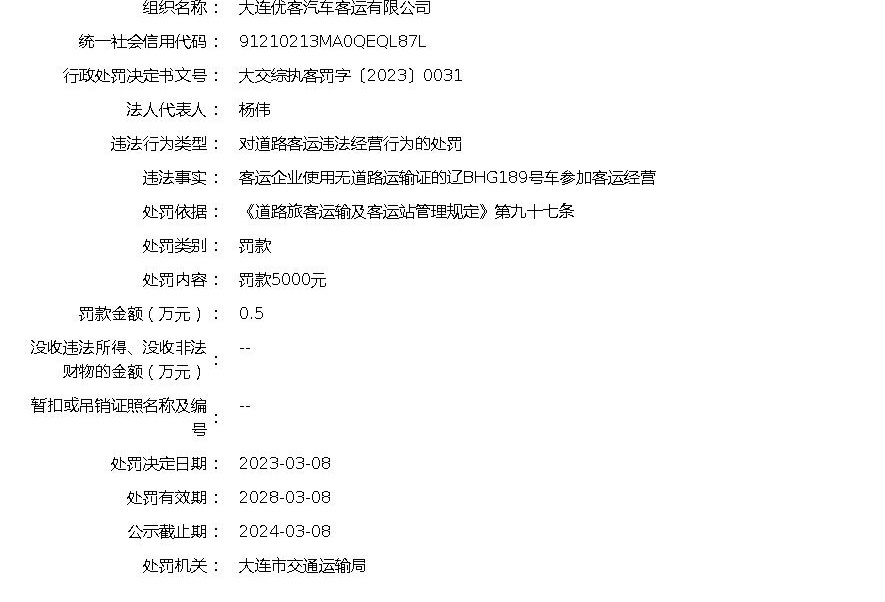 组织名称： 大连优客汽车客运有限公司
统一社会信用代码： 91210213MA0QEQL87L
行政处罚决定书文号： 大交综执客罚字〔2023〕0031
法人代表人： 杨伟
违法行为类型： 对道路客运违法经营行为的处罚
违法事实： 客运企业使用无道路运输证的辽BHG189号车参加客运经营
处罚依据： 《道路旅客运输及客运站管理规定》第九十七条
处罚类别： 罚款
处罚内容： 罚款5000元
罚款金额（万元）： 0.5
没收违法所得、没收非法
财物的金额（万元）： --
暂扣或吊销证照名称及编
号： --
处罚决定日期： 2023-03-08
处罚有效期： 2028-03-08
公示截止期： 2024-03-08
处罚机关： 大连市交通运输局